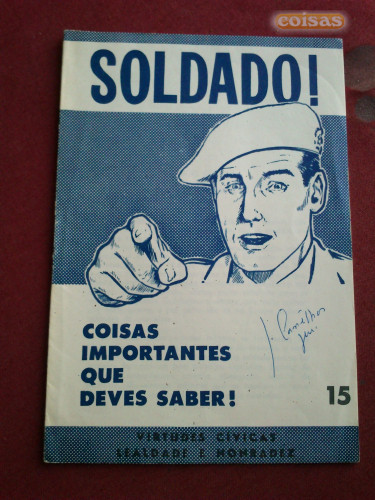 coisas
SOLDADO!
COISAS
IMPORTANTES
QUE
DEVES SABER!
15
VIRTUDES CÍVICAS
LEALDADE E HONRADEZ